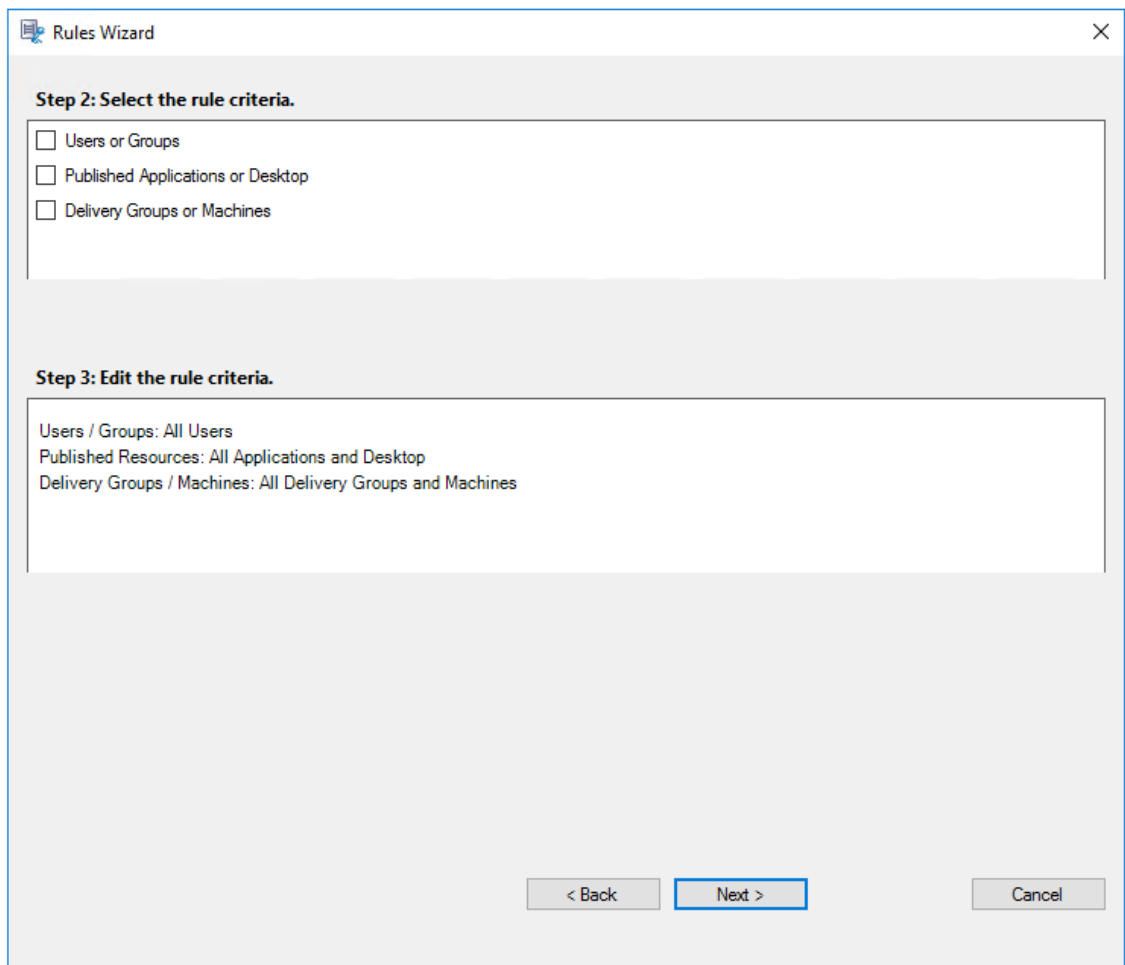 Rules Wizard
Step 2: Select the rule criteria.
Users or Groups
Published Applications or Desktop
Delivery Groups or Machines
Step 3: Edit the rule criteria.
Users / Groups: All Users
Published Resources: All Applications and Desktop
Delivery Groups / Machines: All Delivery Groups and Machines
< Back Next > Cancel